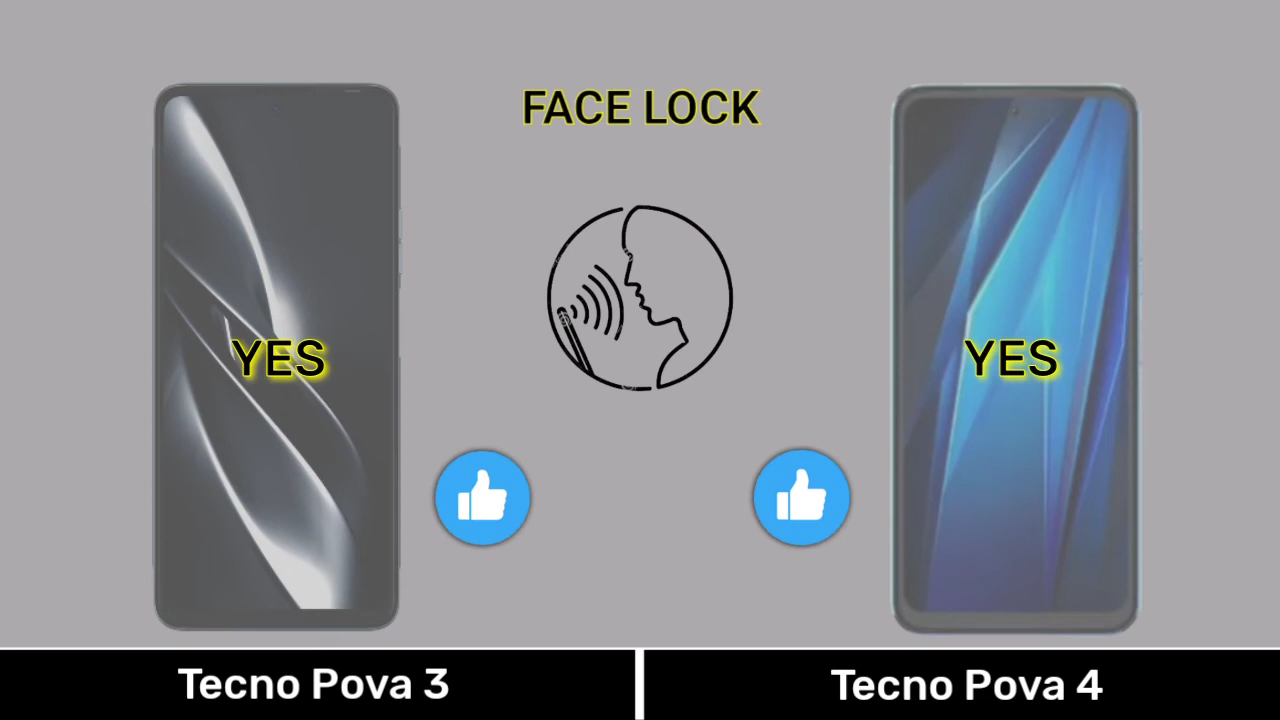 FACE LOCK
YES
YES
Tecno Pova 3
Tecno Pova 4